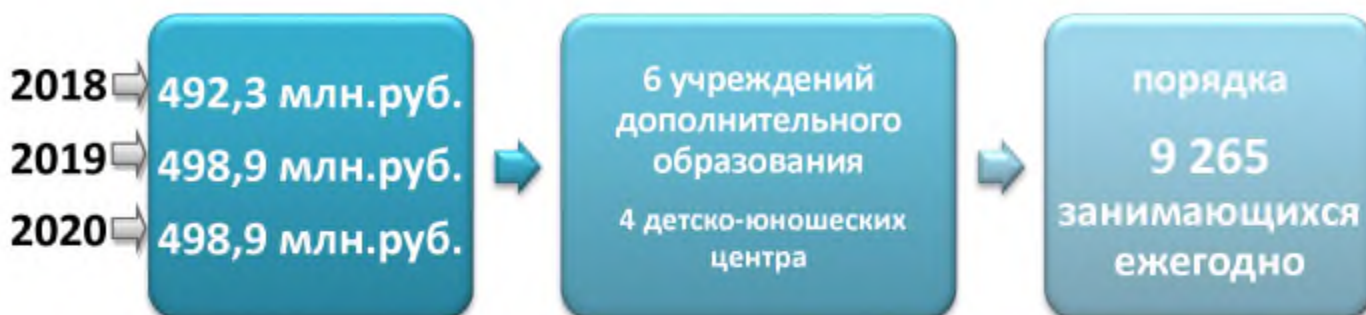 2018
492,3 млн.руб.
2019
498,9 млн.руб.
2020
498,9 млн.руб.
6 учреждений
дополнительного
образования
4 детско-юношеских
центра
порядка
9 265
занимающихся
ежегодно